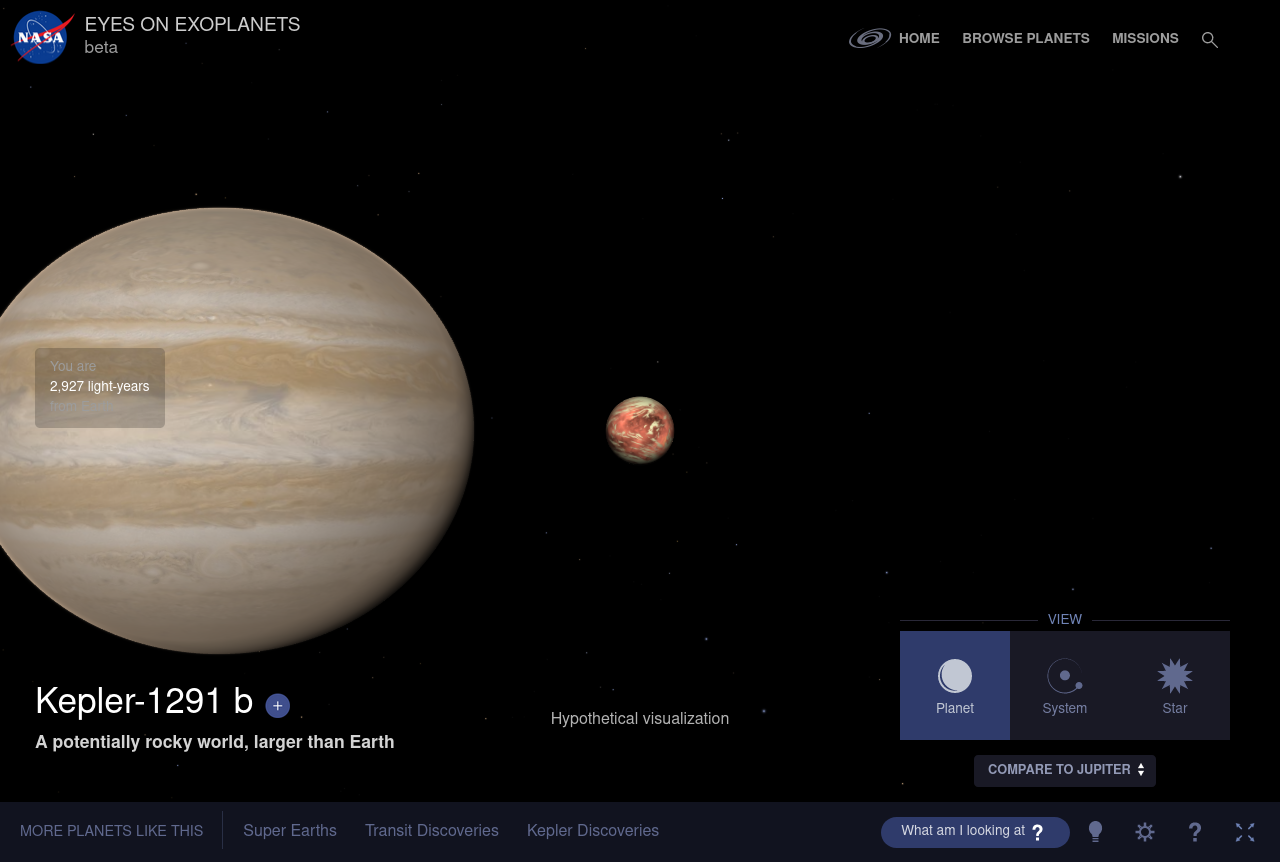 NASA
EYES ON EXOPLANETS
beta
HOME
BROWSE PLANETS
MISSIONS
You are
2,927 light-years
VIEW
Planet
System
Star
Kepler-1291 b +
A potentially rocky world, larger than Earth
Hypothetical visualization
COMPARE TO JUPITER
MORE PLANETS LIKE THIS
Super Earths
Transit Discoveries
Kepler Discoveries
What am I looking at ?
?